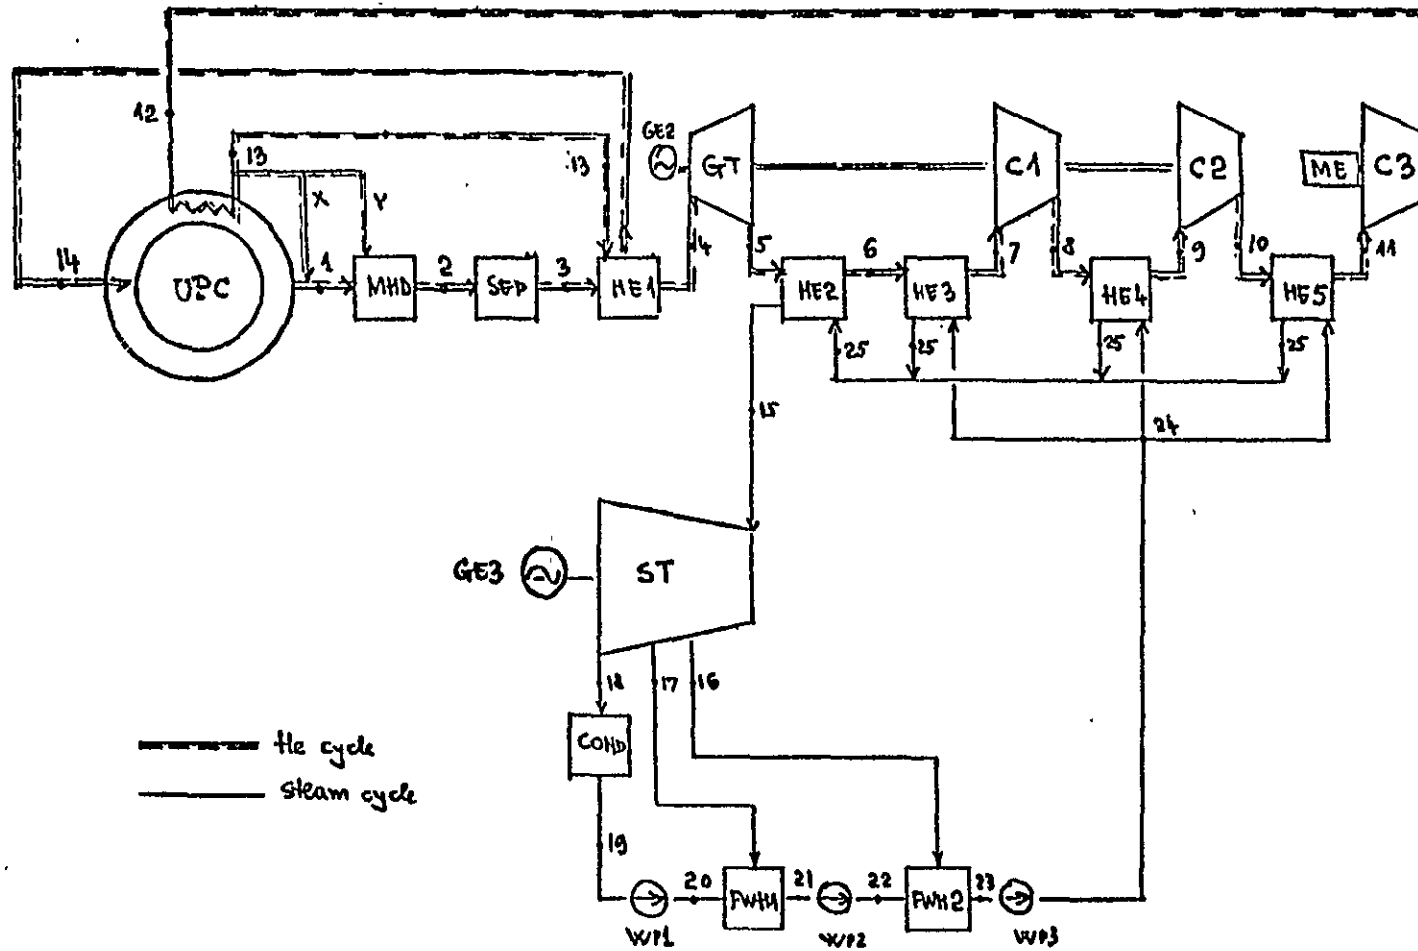 12
GE2
13
13
GT
C1
C2
ME
C3
X
Y
14
UPC
1
MHD
2
SEP
3
HE1
4
5
HE2
6
HE3
7
8
HE4
9
10
HE5
11
25
25
25
25
15
24
GE3
ST
18
17
16
COND
He cycle
steam cycle
19
20
FWH1
21
22
FWH2
23
WP1
WP2
WP3